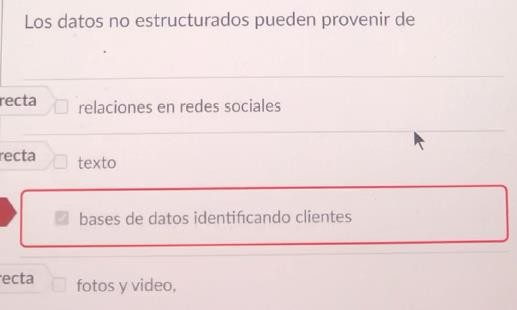 Los datos no estructurados pueden provenir de
.
recta
relaciones en redes sociales
recta
texto
bases de datos identificando clientes
recta
fotos y video,